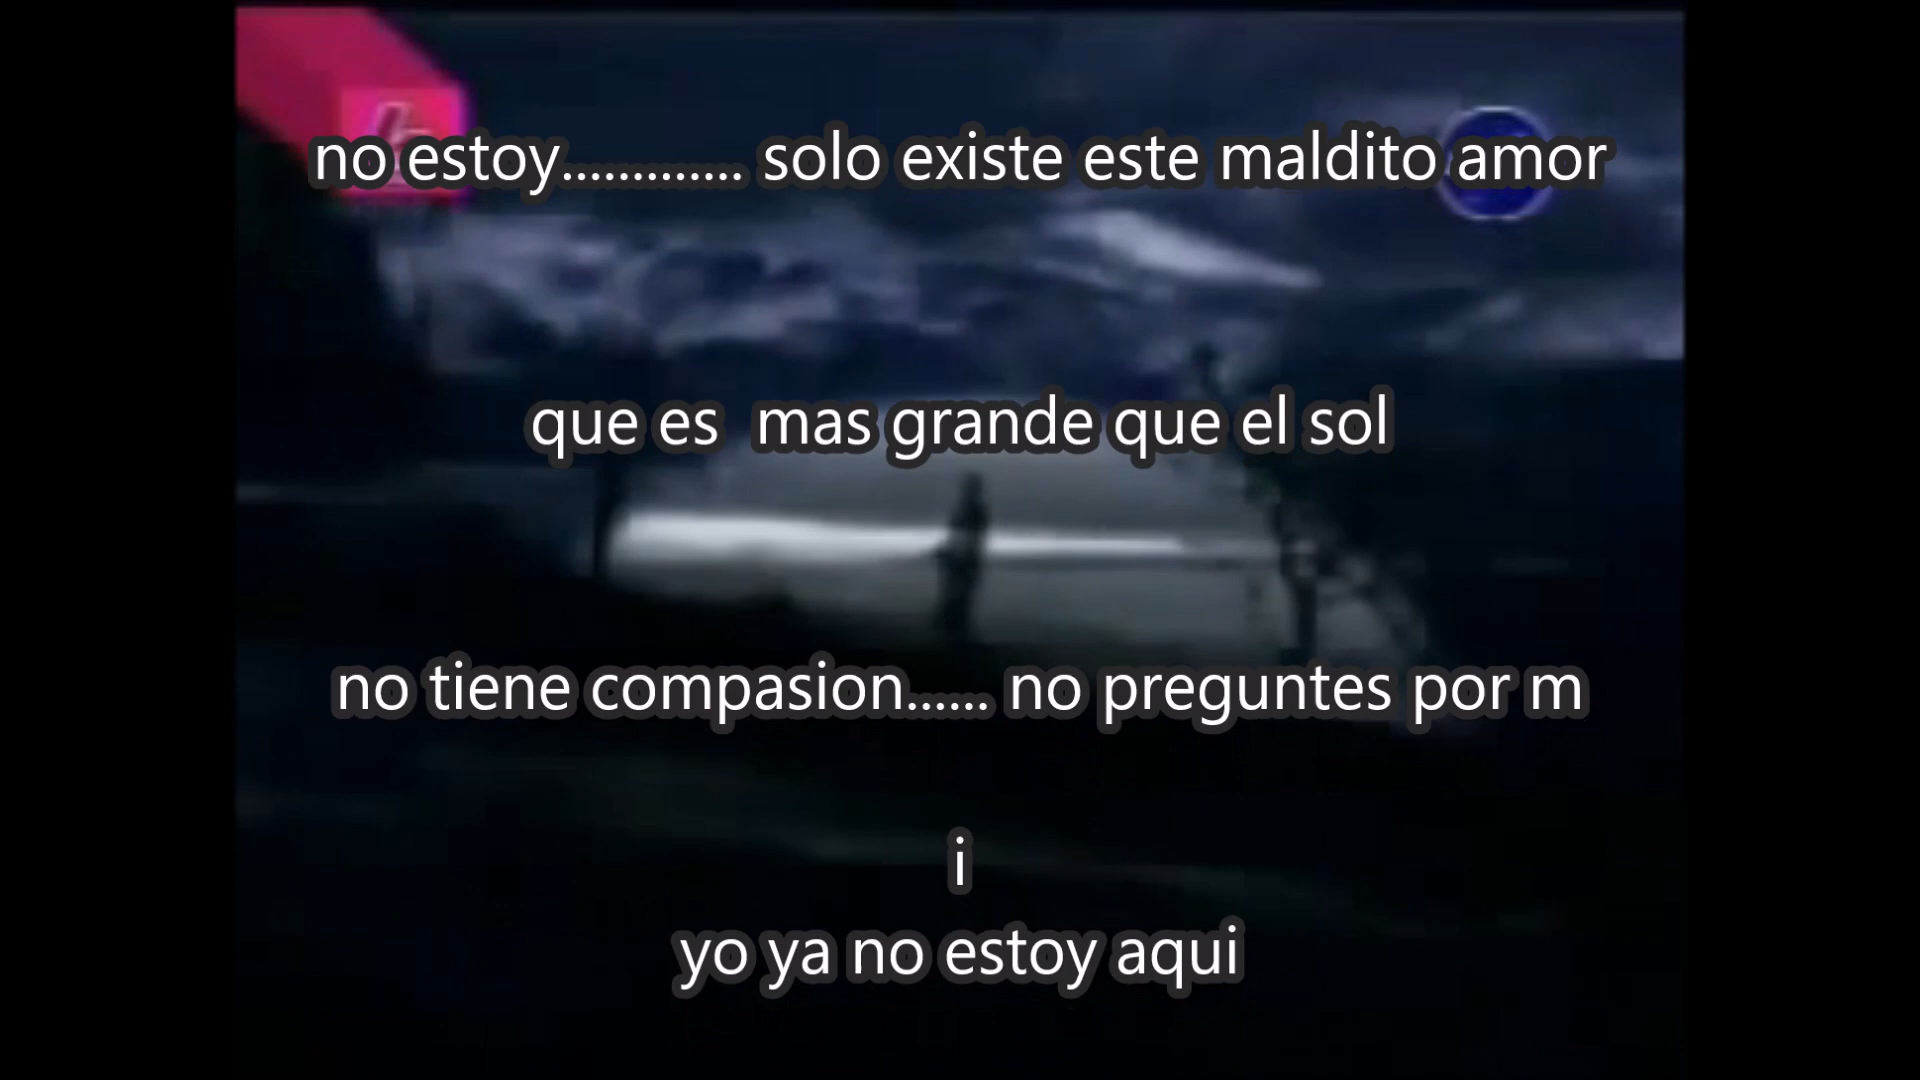 no estoy............. solo existe este maldito amor
que es  mas grande que el sol
no tiene compasion...... no preguntes por m
i
yo ya no estoy aqui